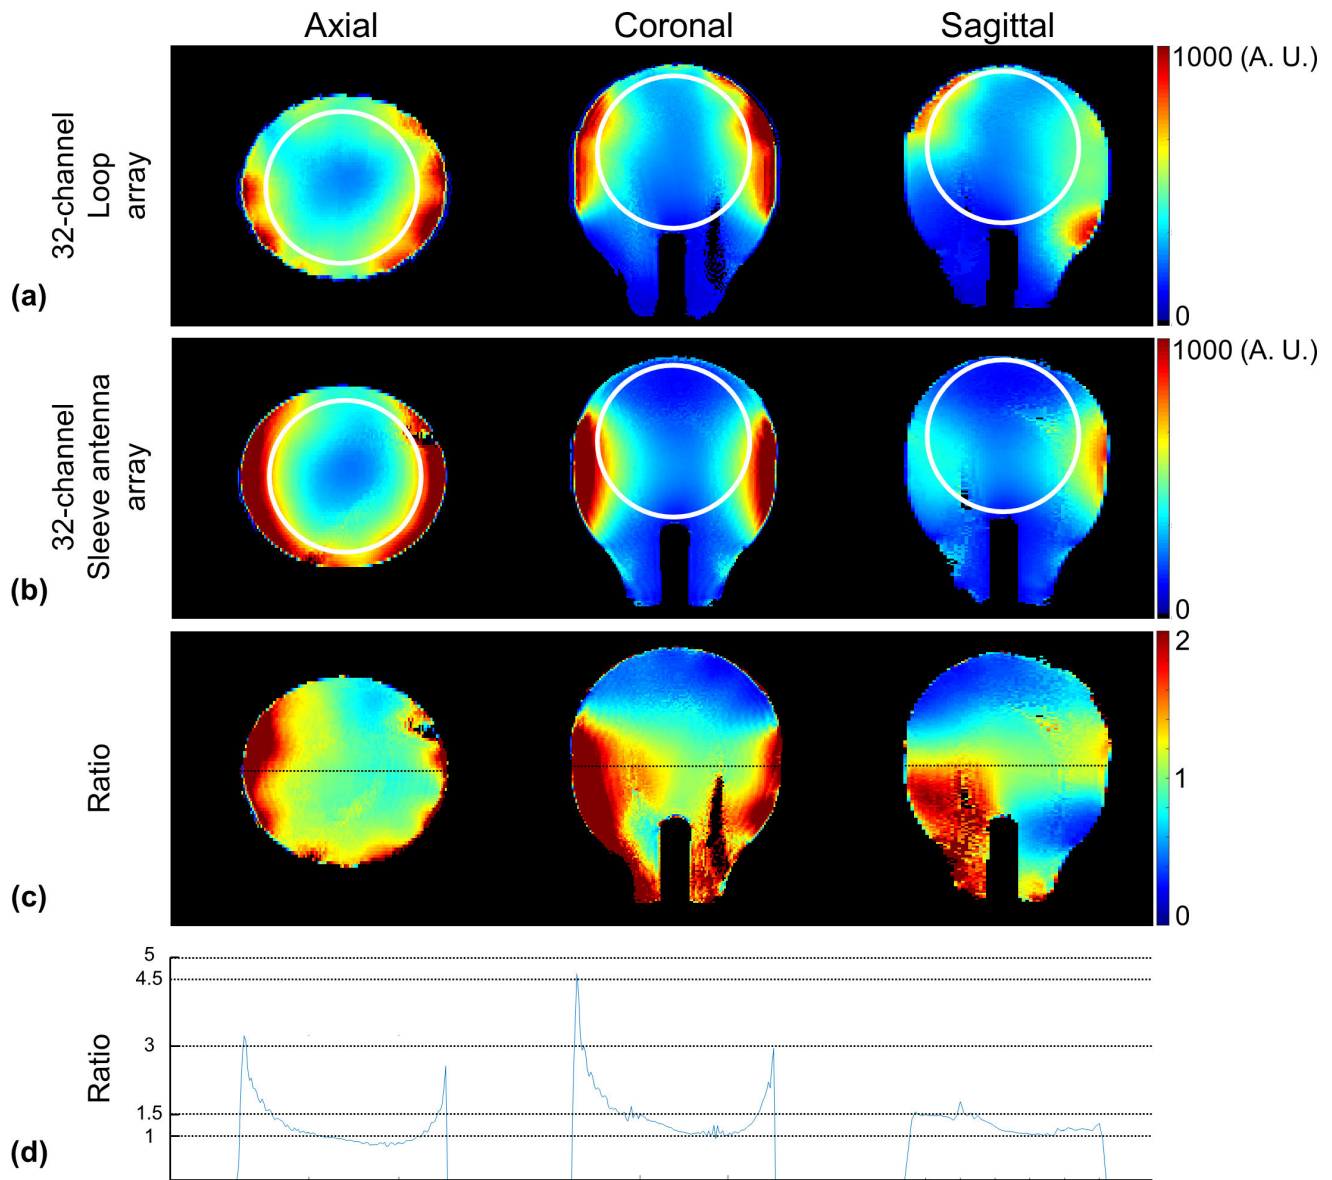 Axial Coronal Sagittal
1000 (A. U.)
32-channel
Loop
array
(a)
0
1000 (A. U.)
32-channel
Sleeve antenna
array
(b)
0
2
Ratio
1
(c)
0
5
4.5
Ratio
3
1.5
1
(d)